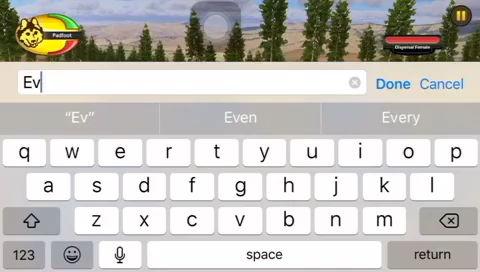 Padfoot
Dispersal Female
Ev
Done
Cancel
“Ev”
Even
Every
q w e r t y u i o p
a s d f g h j k l
z x c v b n m
123
space
return